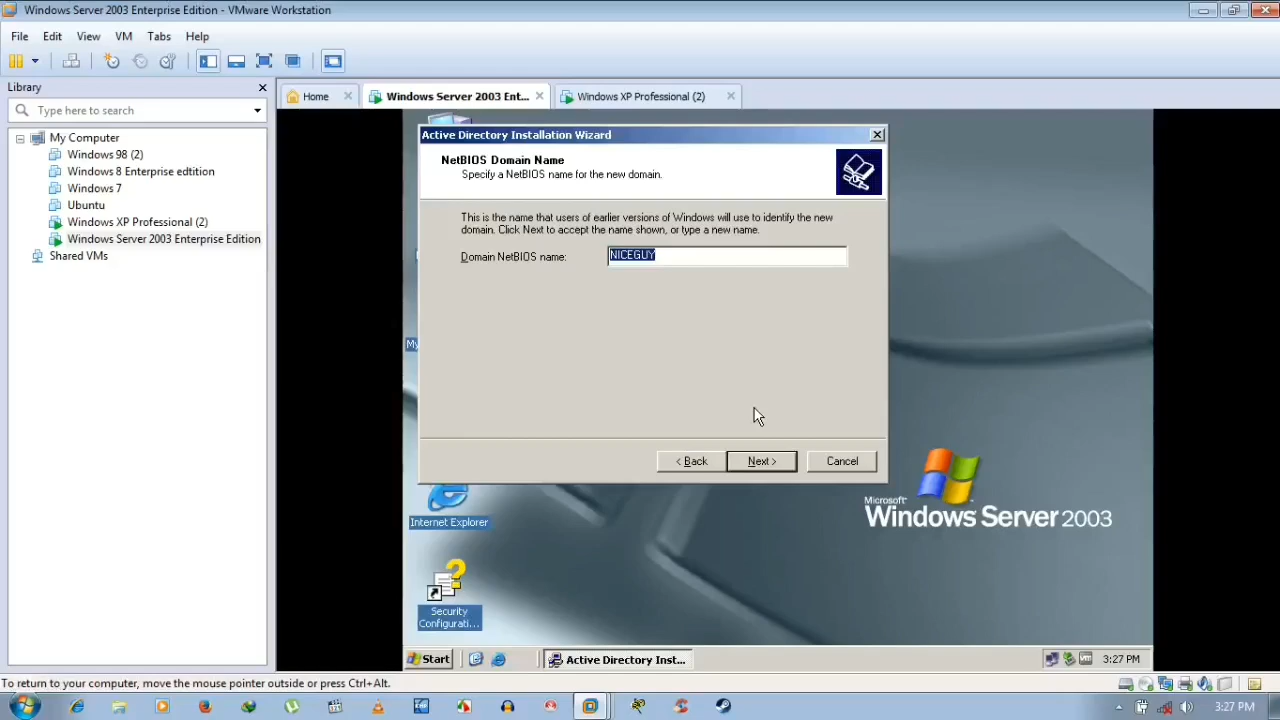 Windows Server 2003 Enterprise Edition - VMware Workstation
File Edit View VM Tabs Help
Library
Type here to search
My Computer
Windows 98 (2)
Windows 8 Enterprise edtition
Windows 7
Ubuntu
Windows XP Professional (2)
Windows Server 2003 Enterprise Edition
Shared VMs
Home
Windows Server 2003 Ent...
Windows XP Professional (2)
Active Directory Installation Wizard
NetBIOS Domain Name
Specify a NetBIOS name for the new domain.
This is the name that users of earlier versions of Windows will use to identify the new
domain. Click Next to accept the name shown, or type a new name.
Domain NetBIOS name: NICEGUY
My
< Back Next > Cancel
Internet Explorer
Security
Configurati...
Microsoft
Windows Server 2003
Start
Active Directory Inst...
3:27 PM
To return to your computer, move the mouse pointer outside or press Ctrl+Alt.
3:27 PM